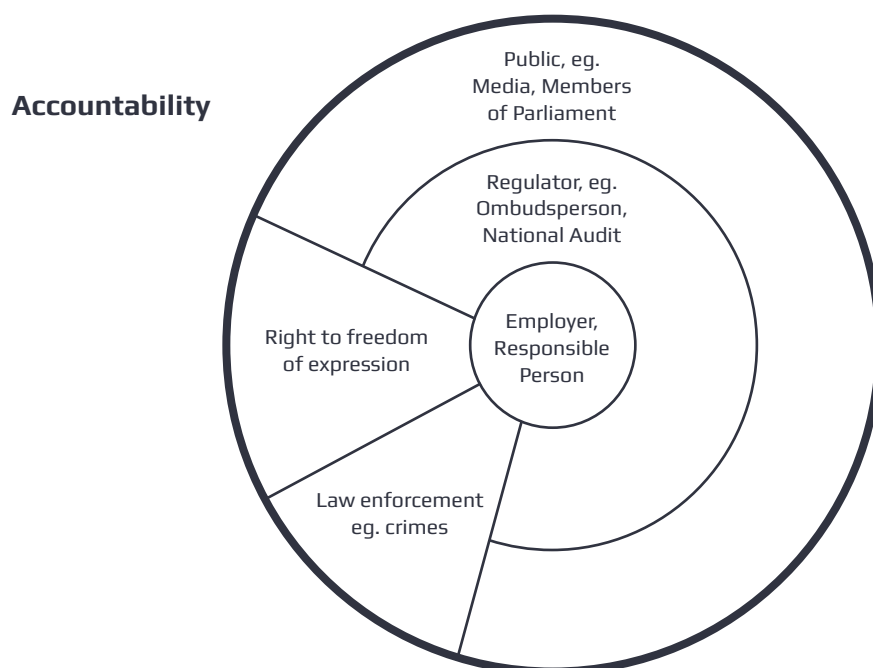 Accountability
Public, eg.
Media, Members
of Parliament
Regulator, eg.
Ombudsperson,
National Audit
Employer,
Responsible
Person
Right to freedom
of expression
Law enforcement
eg. crimes